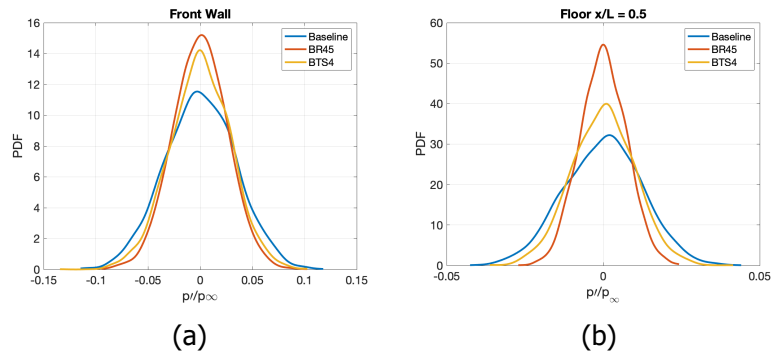 Front Wall
16
14
12
10
8
6
4
2
0
PDF
-0.15
-0.1
-0.05
0
0.05
0.1
0.15
p′/p∞
Baseline
BR45
BTS4
(a)
Floor x/L = 0.5
60
50
40
30
20
10
0
PDF
-0.05
0
0.05
p′/p∞
Baseline
BR45
BTS4
(b)